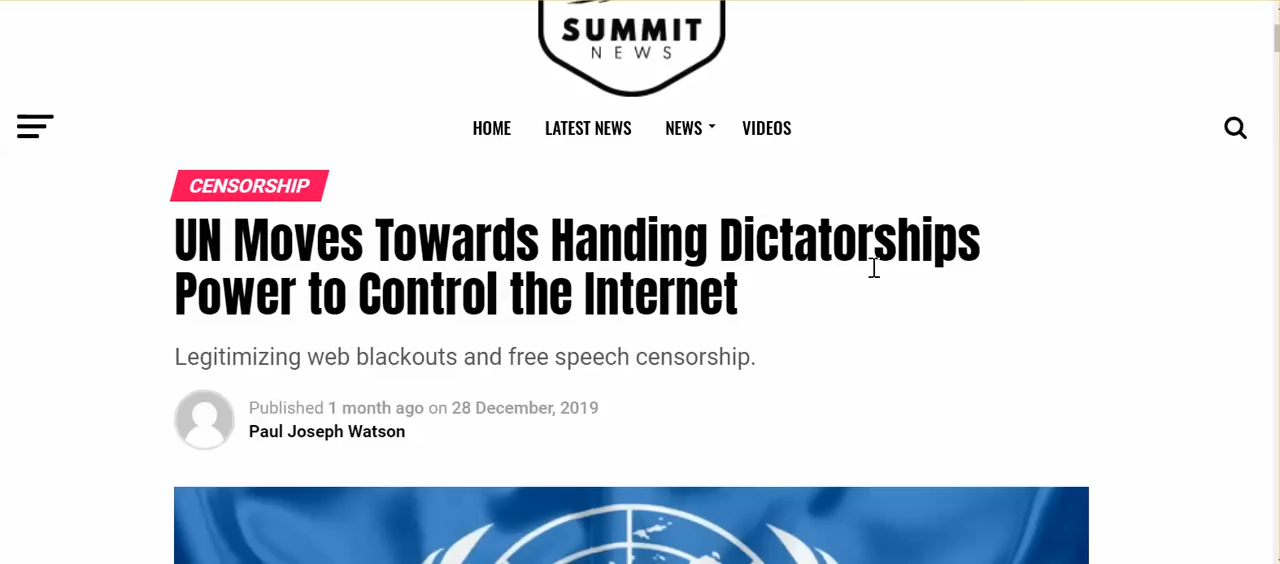 SUMMIT
NEWS
HOME
LATEST NEWS
NEWS
VIDEOS
CENSORSHIP
UN Moves Towards Handing Dictatorships
Power to Control the Internet
Legitimizing web blackouts and free speech censorship.
Published 1 month ago on 28 December, 2019
Paul Joseph Watson